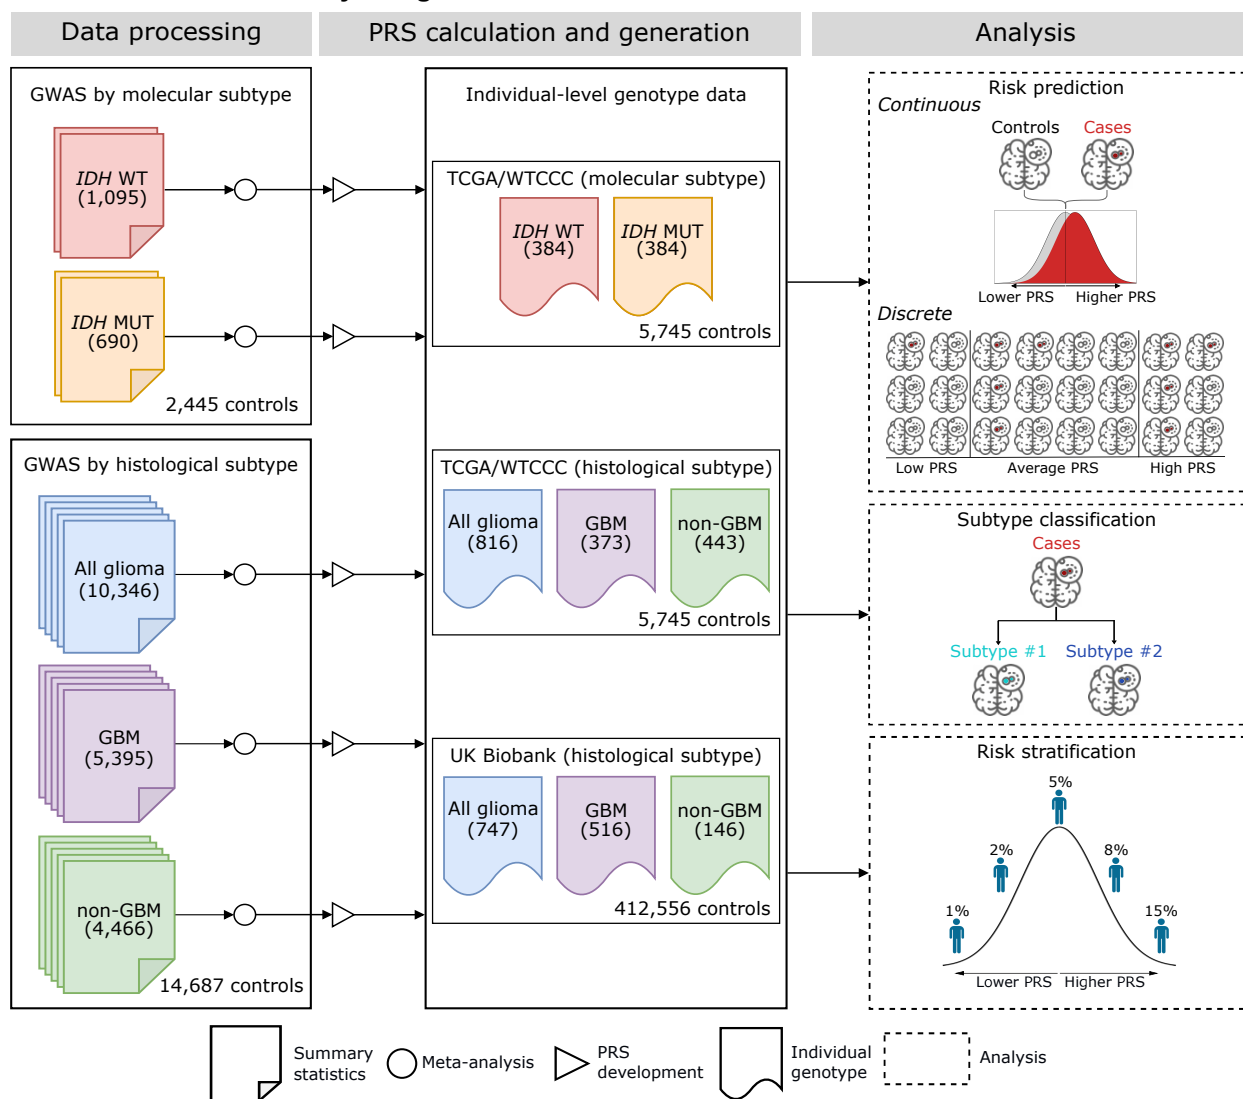 Data processing
PRS calculation and generation
Analysis
GWAS by molecular subtype
IDH WT
(1,095)
IDH MUT
(690)
2,445 controls
GWAS by histological subtype
All glioma
(10,346)
GBM
(5,395)
non-GBM
(4,466)
14,687 controls
Individual-level genotype data
TCGA/WTCCC (molecular subtype)
IDH WT
(384)
IDH MUT
(384)
5,745 controls
TCGA/WTCCC (histological subtype)
All glioma
(816)
GBM
(373)
non-GBM
(443)
5,745 controls
UK Biobank (histological subtype)
All glioma
(747)
GBM
(516)
non-GBM
(146)
412,556 controls
Risk prediction
Continuous
Controls
Cases
Lower PRS
Higher PRS
Discrete
Low PRS
Average PRS
High PRS
Subtype classification
Cases
Subtype #1
Subtype #2
Risk stratification
5%
2%
8%
1%
15%
Lower PRS
Higher PRS
Summary
statistics
Meta-analysis
PRS
development
Individual
genotype
Analysis